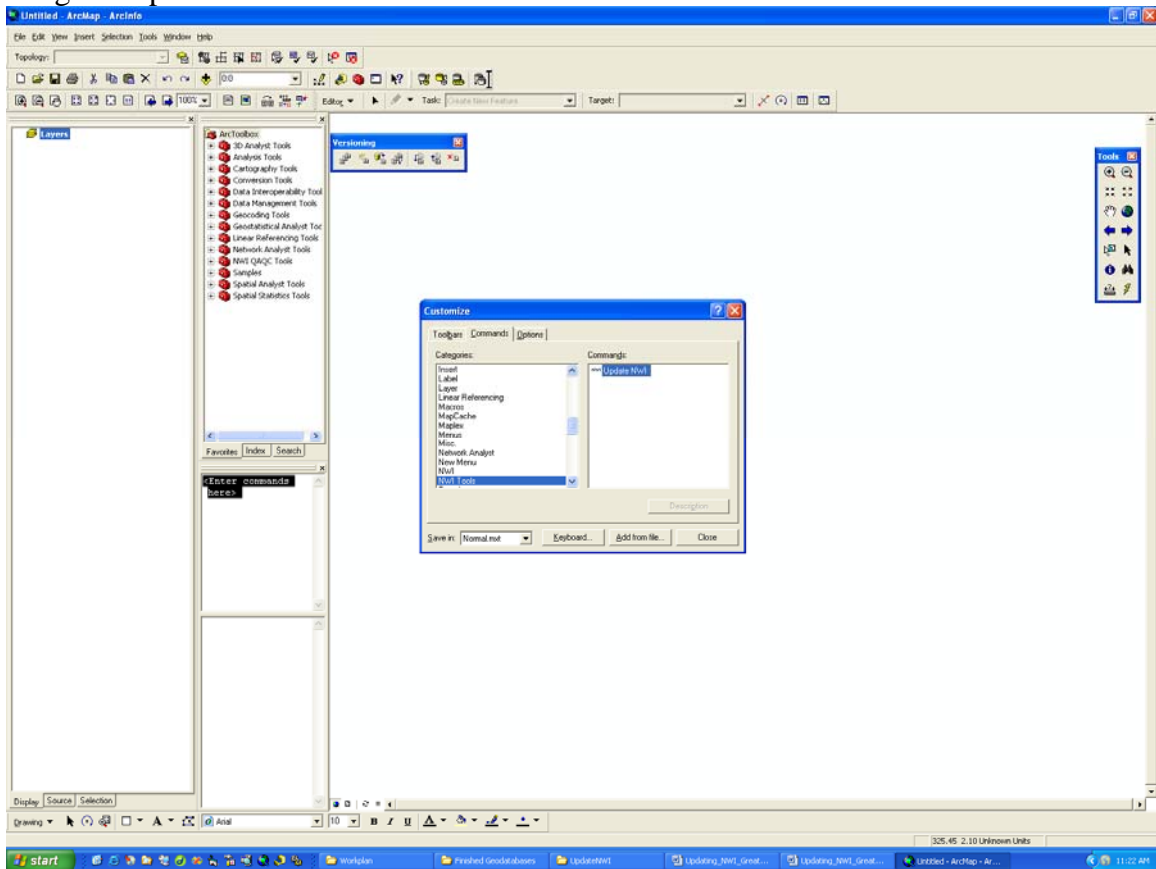 Untitled - ArcMap - ArcInfo
File Edit View Insert Selection Tools Window Help
Topology:
100%
Editor
Task: Create New Feature
Target:
Layers
ArcToolbox
3D Analyst Tools
Analysis Tools
Cartography Tools
Conversion Tools
Data Interoperability Tool
Data Management Tools
Geocoding Tools
Geostatistical Analyst Too
Linear Referencing Tools
Network Analyst Tools
NWI QAQC Tools
Samples
Spatial Analyst Tools
Spatial Statistics Tools
Favorites Index Search
<Enter commands
here>
Versioning
Tools
Customize
Toolbars Commands Options
Categories:
Commands:
Insert
Label
Layer
Linear Referencing
Macros
MapCache
Maplex
Menus
Misc.
Network Analyst
New Menu
NWI
NWI Tools
Update NWI
Description
Save in: Normal.mxt
Keyboard... Add from file... Close
Display Source Selection
Drawing
A
Arial
10
B I U A
325.45 2.10 Unknown Units
start
Workplan
Finished Geodatabases
UpdateNWI
Updating_NWI_Great...
Updating_NWI_Great...
Untitled - ArcMap - Ar...
11:22 AM